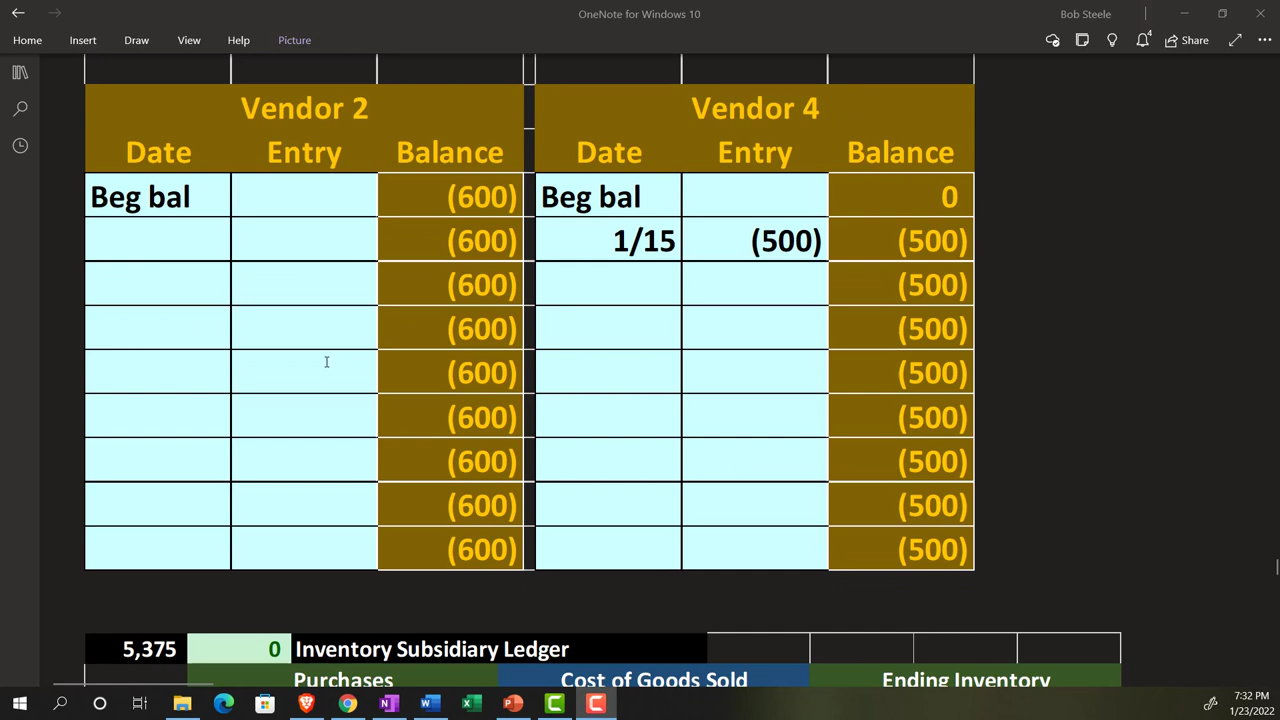 OneNote for Windows 10
Bob Steele
Home Insert Draw View Help Picture
4 Share
Vendor 2 Vendor 4
Date Entry Balance Date Entry Balance
Beg bal (600) Beg bal 0
(600) 1/15 (500) (500)
(600) (500)
(600) (500)
(600) (500)
(600) (500)
(600) (500)
(600) (500)
(600) (500)
5,375 0 Inventory Subsidiary Ledger
Purchases Cost of Goods Sold Ending Inventory
7:32 PM
1/23/2022